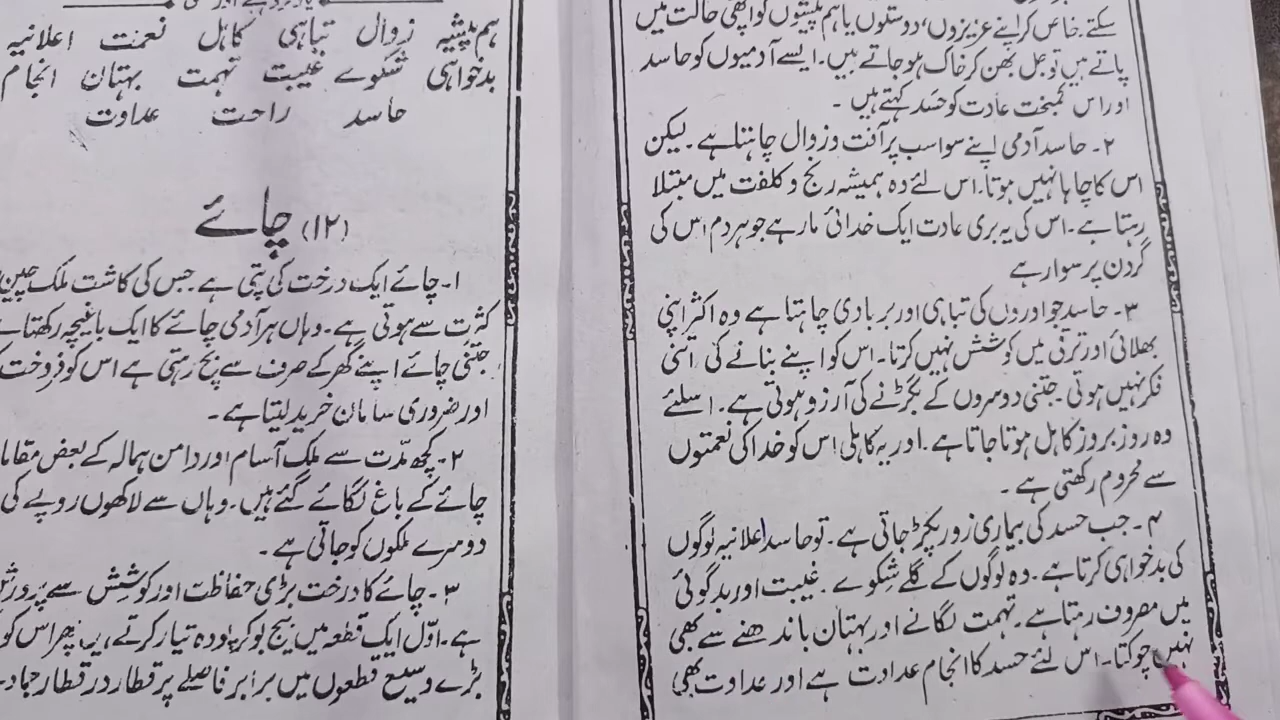 سکتے۔ خاص کر اپنے عزیزوں، دوستوں یا ہم پیشوں کو اچھی حالت میں
پاتے ہیں تو جل بھن کر خاک ہو جاتے ہیں۔ ایسے آدمیوں کو حاسد
اور اس کمبخت عادت کو حسد کہتے ہیں۔
۲۔ حاسد آدمی اپنے سوا سب پر آفت و زوال چاہتا ہے۔ لیکن
اس کا چاہا نہیں ہوتا۔ اس لئے وہ ہمیشہ رنج و کلفت میں مبتلا
رہتا ہے۔ اس کی یہ بری عادت ایک خدائی مار ہے جو ہر دم اس کی
گردن پر سوار ہے
۳۔ حاسد جو اوروں کی تباہی اور بربادی چاہتا ہے وہ اکثر اپنی
بھلائی اور ترقی میں کوشش نہیں کرتا۔ اس کو اپنے بنانے کی اتنی
فکر نہیں ہوتی۔ جتنی دوسروں کے بگڑنے کی آرزو ہوتی ہے۔ اسلئے
وہ روز بروز کاہل ہوتا جاتا ہے۔ اور یہ کاہلی اس کو خدا کی نعمتوں
سے محروم رکھتی ہے۔
۴۔ جب حسد کی بیماری زور پکڑ جاتی ہے۔ تو حاسد اعلانیہ لوگوں
کی بدخواہی کرتا ہے۔ وہ لوگوں کے گلے شکوے۔ غیبت اور بدگوئی
میں مصروف رہتا ہے۔ تہمت لگانے اور بہتان باندھنے سے بھی
نہیں چوکتا۔ اس لئے حسد کا انجام عداوت ہے اور عداوت بھی
ہم پیشہ زوال تباہی کاہل نعمت اعلانیہ
بدخواہی شکوے غیبت تہمت بہتان انجام
حاسد راحت عداوت
(۱۲) چائے
۱۔ چائے ایک درخت کی پتی ہے جس کی کاشت ملک چین
کثرت سے ہوتی ہے۔ وہاں ہر آدمی چائے کا ایک باغیچہ رکھتا ہے
جتنی چائے اپنے گھر کے صرف سے بچ رہتی ہے اس کو فروخت
اور ضروری سامان خرید لیتا ہے۔
۲۔ کچھ مدّت سے ملک آسام اور دامن ہمالہ کے بعض
چائے کے باغ لگائے گئے ہیں۔ وہاں سے لاکھوں روپے کی
دوسرے ملکوں کو جاتی ہے۔
۳۔ چائے کا درخت بڑی حفاظت اور کوشش سے
ہے۔ اوّل ایک قطعہ میں بیج بو کر پودہ تیار کرتے ہیں، پھر اس کو
بڑے وسیع قطعوں میں برابر فاصلے پر قطار در قطار